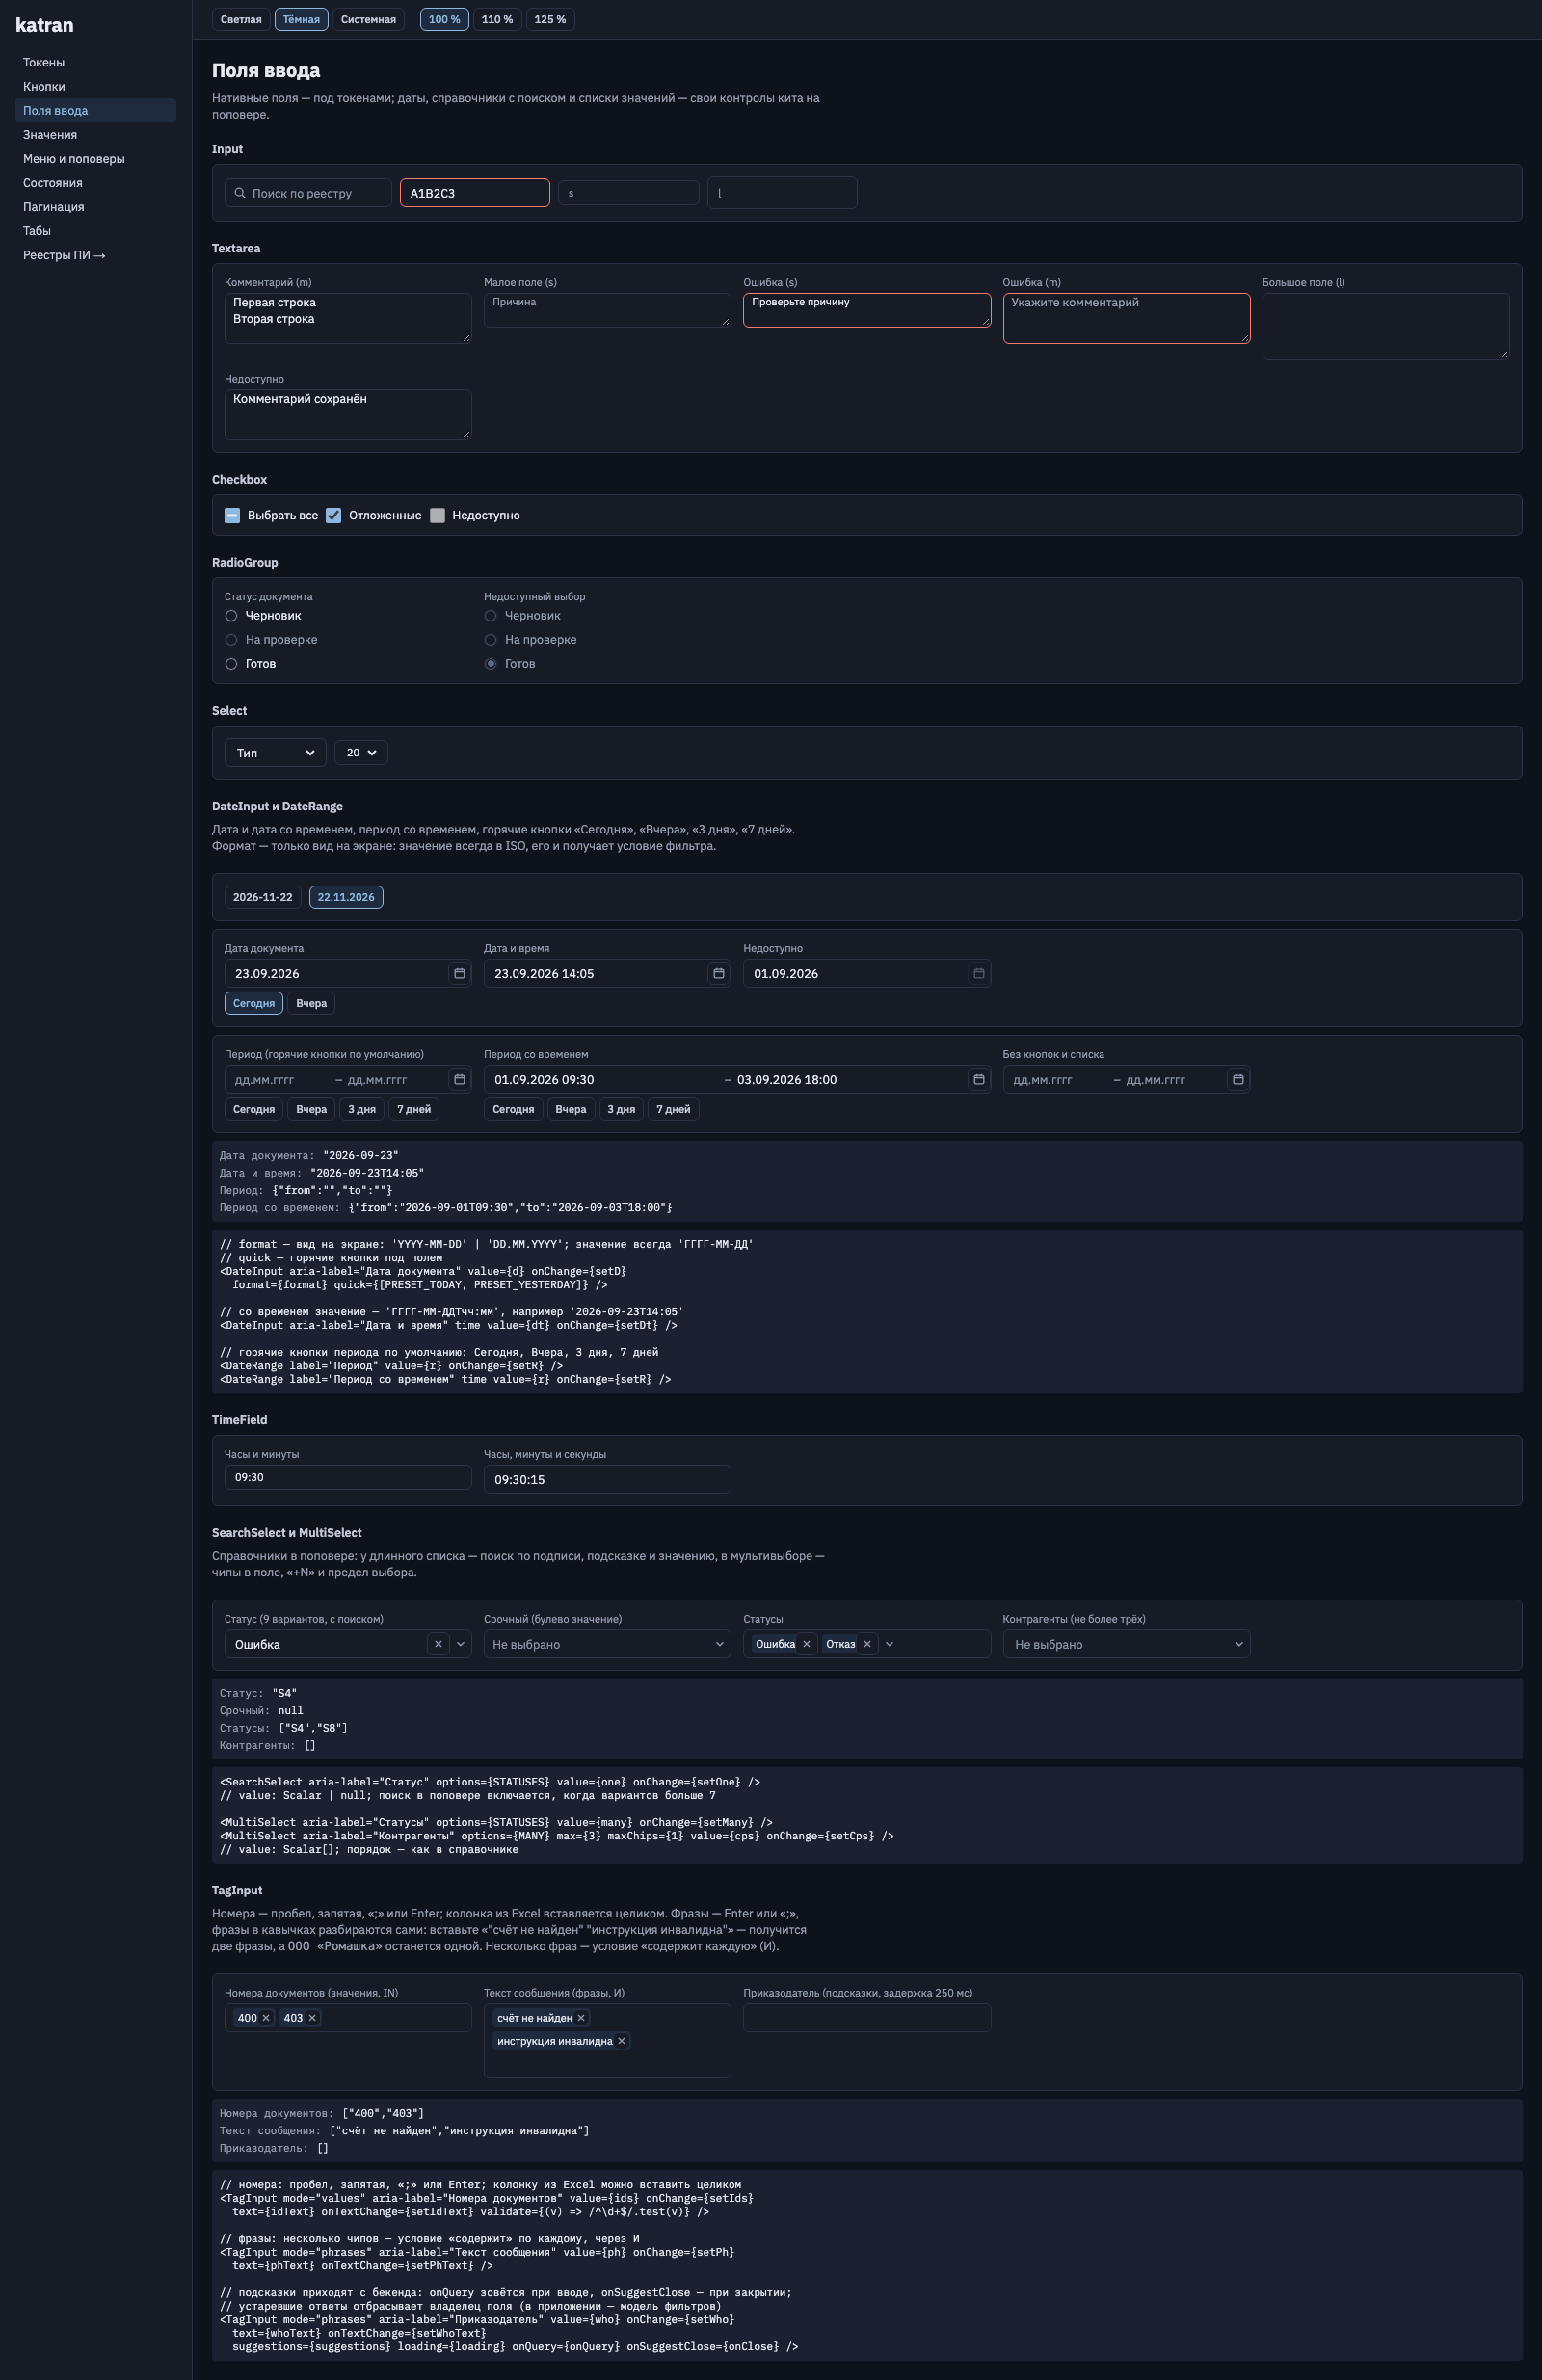 katran
Токены
Кнопки
Поля ввода
Значения
Меню и поповеры
Состояния
Пагинация
Табы
Реестры ПИ →
Светлая Тёмная Системная 100 % 110 % 125 %
Поля ввода
Нативные поля — под токенами; даты, справочники с поиском и списки значений — свои контролы кита на
поповере.
Input
Поиск по реестру A1B2C3 s l
Textarea
Комментарий (m) Малое поле (s) Ошибка (s) Ошибка (m) Большое поле (l)
Первая строка Причина Проверьте причину Укажите комментарий
Вторая строка
Недоступно
Комментарий сохранён
Checkbox
Выбрать все Отложенные Недоступно
RadioGroup
Статус документа Недоступный выбор
Черновик Черновик
На проверке На проверке
Готов Готов
Select
Тип 20
DateInput и DateRange
Дата и дата со временем, период со временем, горячие кнопки «Сегодня», «Вчера», «3 дня», «7 дней».
Формат — только вид на экране: значение всегда в ISO, его и получает условие фильтра.
2026-11-22 22.11.2026
Дата документа Дата и время Недоступно
23.09.2026 23.09.2026 14:05 01.09.2026
Сегодня Вчера
Период (горячие кнопки по умолчанию) Период со временем Без кнопок и списка
дд.мм.гггг – дд.мм.гггг 01.09.2026 09:30 – 03.09.2026 18:00 дд.мм.гггг – дд.мм.гггг
Сегодня Вчера 3 дня 7 дней Сегодня Вчера 3 дня 7 дней
Дата документа: "2026-09-23"
Дата и время: "2026-09-23T14:05"
Период: {"from":"","to":""}
Период со временем: {"from":"2026-09-01T09:30","to":"2026-09-03T18:00"}
// format — вид на экране: 'YYYY-MM-DD' | 'DD.MM.YYYY'; значение всегда 'ГГГГ-ММ-ДД'
// quick — горячие кнопки под полем
<DateInput aria-label="Дата документа" value={d} onChange={setD}
  format={format} quick={[PRESET_TODAY, PRESET_YESTERDAY]} />
// со временем значение — 'ГГГГ-ММ-ДДTчч:мм', например '2026-09-23T14:05'
<DateInput aria-label="Дата и время" time value={dt} onChange={setDt} />
// горячие кнопки периода по умолчанию: Сегодня, Вчера, 3 дня, 7 дней
<DateRange label="Период" value={r} onChange={setR} />
<DateRange label="Период со временем" time value={r} onChange={setR} />
TimeField
Часы и минуты Часы, минуты и секунды
09:30 09:30:15
SearchSelect и MultiSelect
Справочники в поповере: у длинного списка — поиск по подписи, подсказке и значению, в мультивыборе —
чипы в поле, «+N» и предел выбора.
Статус (9 вариантов, с поиском) Срочный (булево значение) Статусы Контрагенты (не более трёх)
Ошибка Не выбрано Ошибка Отказ Не выбрано
Статус: "S4"
Срочный: null
Статусы: ["S4","S8"]
Контрагенты: []
<SearchSelect aria-label="Статус" options={STATUSES} value={one} onChange={setOne} />
// value: Scalar | null; поиск в поповере включается, когда вариантов больше 7
<MultiSelect aria-label="Статусы" options={STATUSES} value={many} onChange={setMany} />
<MultiSelect aria-label="Контрагенты" options={MANY} max={3} maxChips={1} value={cps} onChange={setCps} />
// value: Scalar[]; порядок — как в справочнике
TagInput
Номера — пробел, запятая, «;» или Enter; колонка из Excel вставляется целиком. Фразы — Enter или «;»,
фразы в кавычках разбираются сами: вставьте «"счёт не найден" "инструкция инвалидна"» — получится
две фразы, а ООО «Ромашка» останется одной. Несколько фраз — условие «содержит каждую» (И).
Номера документов (значения, IN) Текст сообщения (фразы, И) Приказодатель (подсказки, задержка 250 мс)
400 403 счёт не найден
инструкция инвалидна
Номера документов: ["400","403"]
Текст сообщения: ["счёт не найден","инструкция инвалидна"]
Приказодатель: []
// номера: пробел, запятая, «;» или Enter; колонку из Excel можно вставить целиком
<TagInput mode="values" aria-label="Номера документов" value={ids} onChange={setIds}
  text={idText} onTextChange={setIdText} validate={(v) => /^\d+$/.test(v)} />
// фразы: несколько чипов — условие «содержит» по каждому, через И
<TagInput mode="phrases" aria-label="Текст сообщения" value={ph} onChange={setPh}
  text={phText} onTextChange={setPhText} />
// подсказки приходят с бекенда: onQuery зовётся при вводе, onSuggestClose — при закрытии;
// устаревшие ответы отбрасывает владелец поля (в приложении — модель фильтров)
<TagInput mode="phrases" aria-label="Приказодатель" value={who} onChange={setWho}
  text={whoText} onTextChange={setWhoText}
  suggestions={suggestions} loading={loading} onQuery={onQuery} onSuggestClose={onClose} />